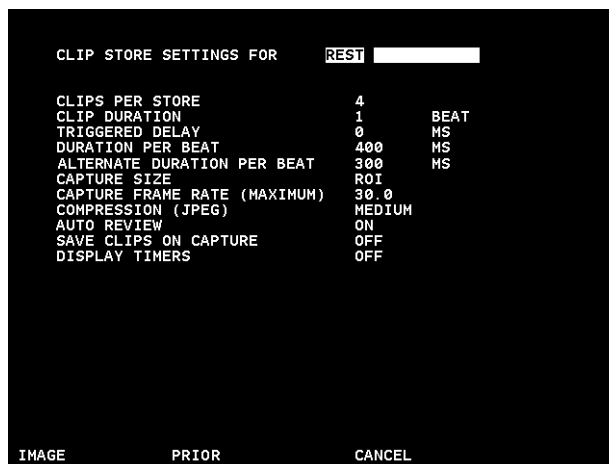 CLIP STORE SETTINGS FOR REST
CLIPS PER STORE 4
CLIP DURATION 1 BEAT
TRIGGERED DELAY 0 MS
DURATION PER BEAT 400 MS
ALTERNATE DURATION PER BEAT 300 MS
CAPTURE SIZE ROI
CAPTURE FRAME RATE (MAXIMUM) 30.0
COMPRESSION (JPEG) MEDIUM
AUTO REVIEW ON
SAVE CLIPS ON CAPTURE OFF
DISPLAY TIMERS OFF
IMAGE PRIOR CANCEL